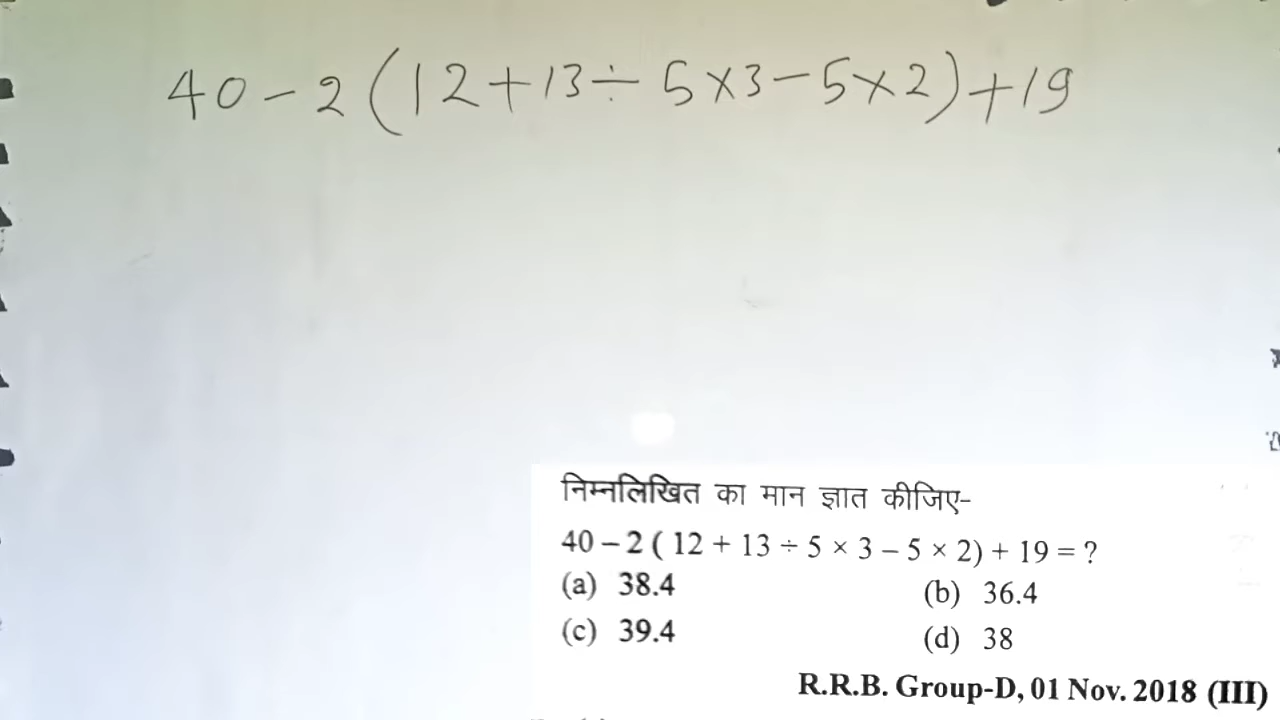 40 - 2 ( 12 + 13 ÷ 5 × 3 - 5 × 2 ) + 19
निम्नलिखित का मान ज्ञात कीजिए-
40 – 2 ( 12 + 13 ÷ 5 × 3 – 5 × 2) + 19 = ?
(a) 38.4 (b) 36.4
(c) 39.4 (d) 38
R.R.B. Group-D, 01 Nov. 2018 (III)